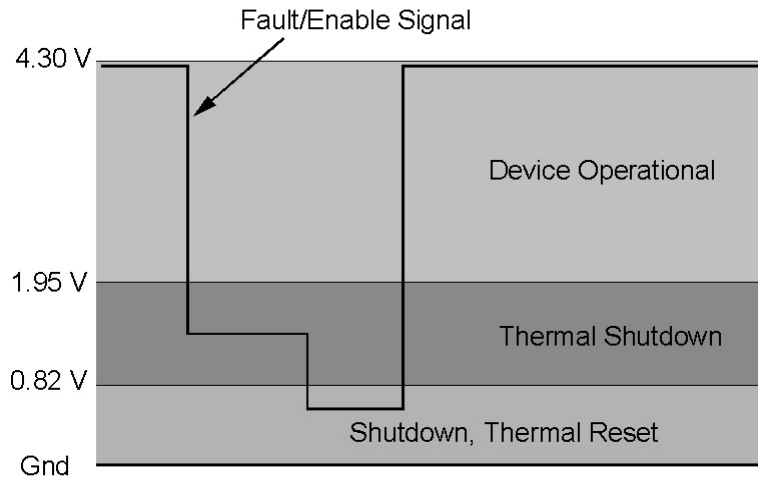 Fault/Enable Signal
4.30 V
Device Operational
1.95 V
Thermal Shutdown
0.82 V
Shutdown, Thermal Reset
Gnd